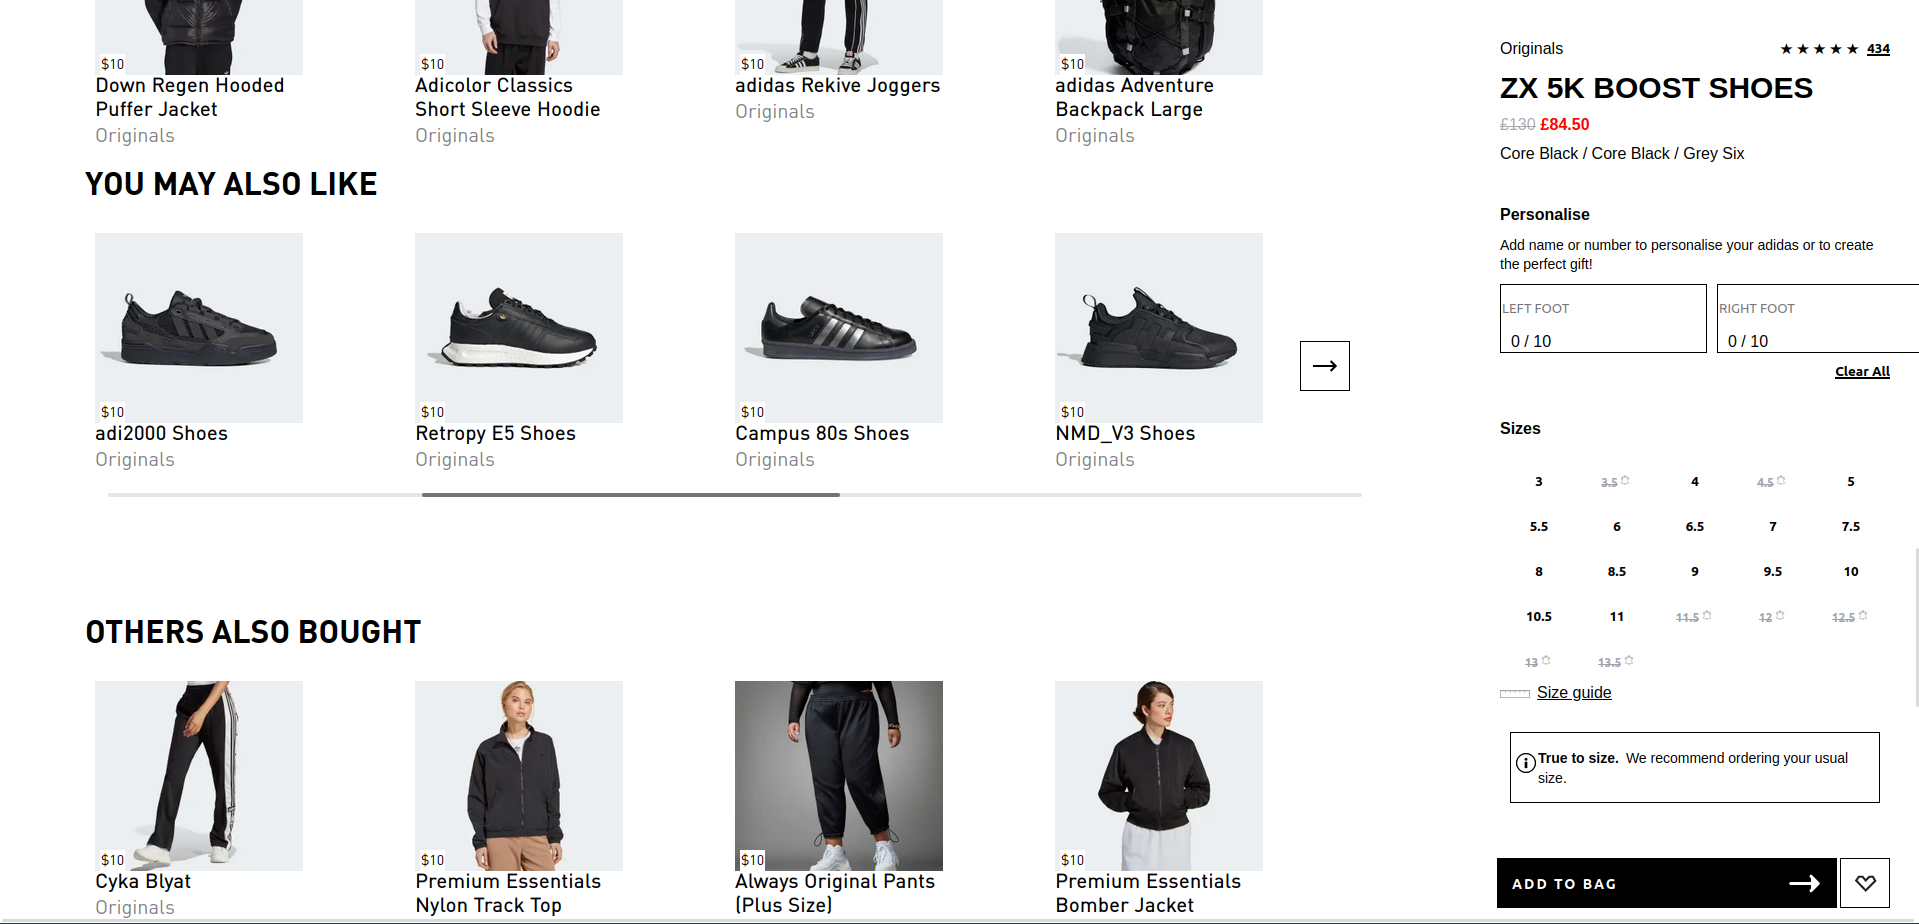 $10
Down Regen Hooded
Puffer Jacket
Originals
$10
Adicolor Classics
Short Sleeve Hoodie
Originals
$10
adidas Rekive Joggers
Originals
$10
adidas Adventure
Backpack Large
Originals
YOU MAY ALSO LIKE
$10
adi2000 Shoes
Originals
$10
Retropy E5 Shoes
Originals
$10
Campus 80s Shoes
Originals
$10
NMD_V3 Shoes
Originals
OTHERS ALSO BOUGHT
$10
Cyka Blyat
Originals
$10
Premium Essentials
Nylon Track Top
$10
Always Original Pants
(Plus Size)
$10
Premium Essentials
Bomber Jacket
Originals ★ ★ ★ ★ ★ 434
ZX 5K BOOST SHOES
£130 £84.50
Core Black / Core Black / Grey Six
Personalise
Add name or number to personalise your adidas or to create
the perfect gift!
LEFT FOOT
0 / 10
RIGHT FOOT
0 / 10
Clear All
Sizes
3 3.5 4 4.5 5
5.5 6 6.5 7 7.5
8 8.5 9 9.5 10
10.5 11 11.5 12 12.5
13 13.5
Size guide
True to size. We recommend ordering your usual
size.
ADD TO BAG